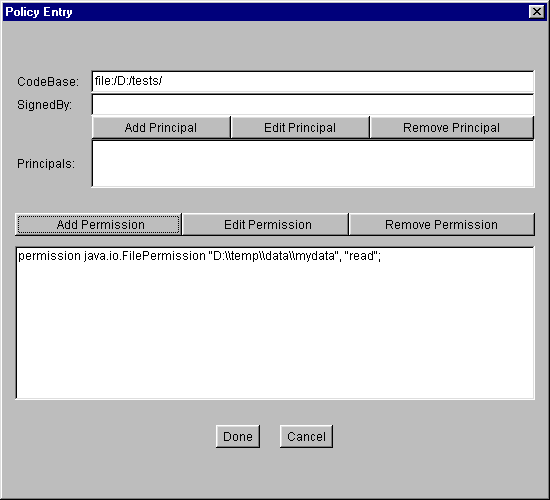 Policy Entry
CodeBase: file:/D:/tests/
SignedBy:
Add Principal Edit Principal Remove Principal
Principals:
Add Permission Edit Permission Remove Permission
permission java.io.FilePermission "D:\\temp\\data\\mydata", "read";
Done Cancel